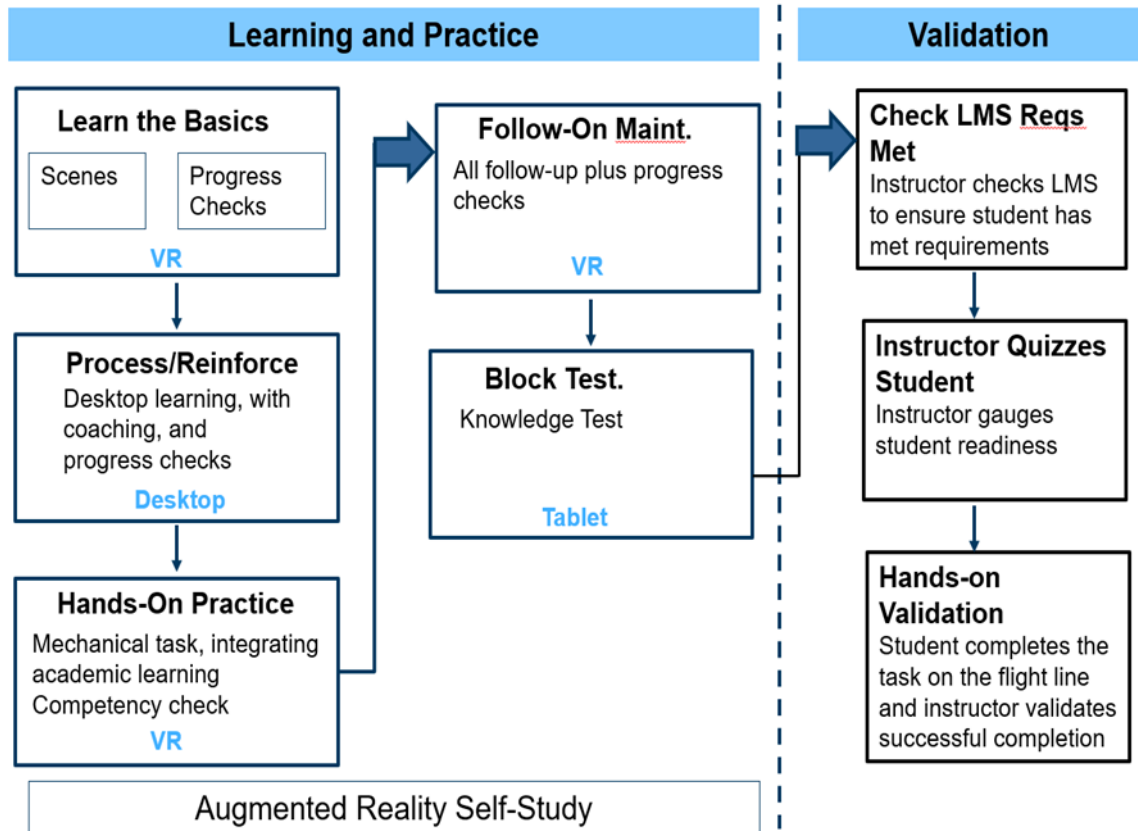 Learning and Practice
Validation
Learn the Basics
Scenes
Progress
Checks
VR
Process/Reinforce
Desktop learning, with
coaching, and
progress checks
Desktop
Hands-On Practice
Mechanical task, integrating
academic learning
Competency check
VR
Follow-On Maint.
All follow-up plus progress
checks
VR
Block Test.
Knowledge Test
Tablet
Augmented Reality Self-Study
Check LMS Reqs
Met
Instructor checks LMS
to ensure student has
met requirements
Instructor Quizzes
Student
Instructor gauges
student readiness
Hands-on
Validation
Student completes the
task on the flight line
and instructor validates
successful completion